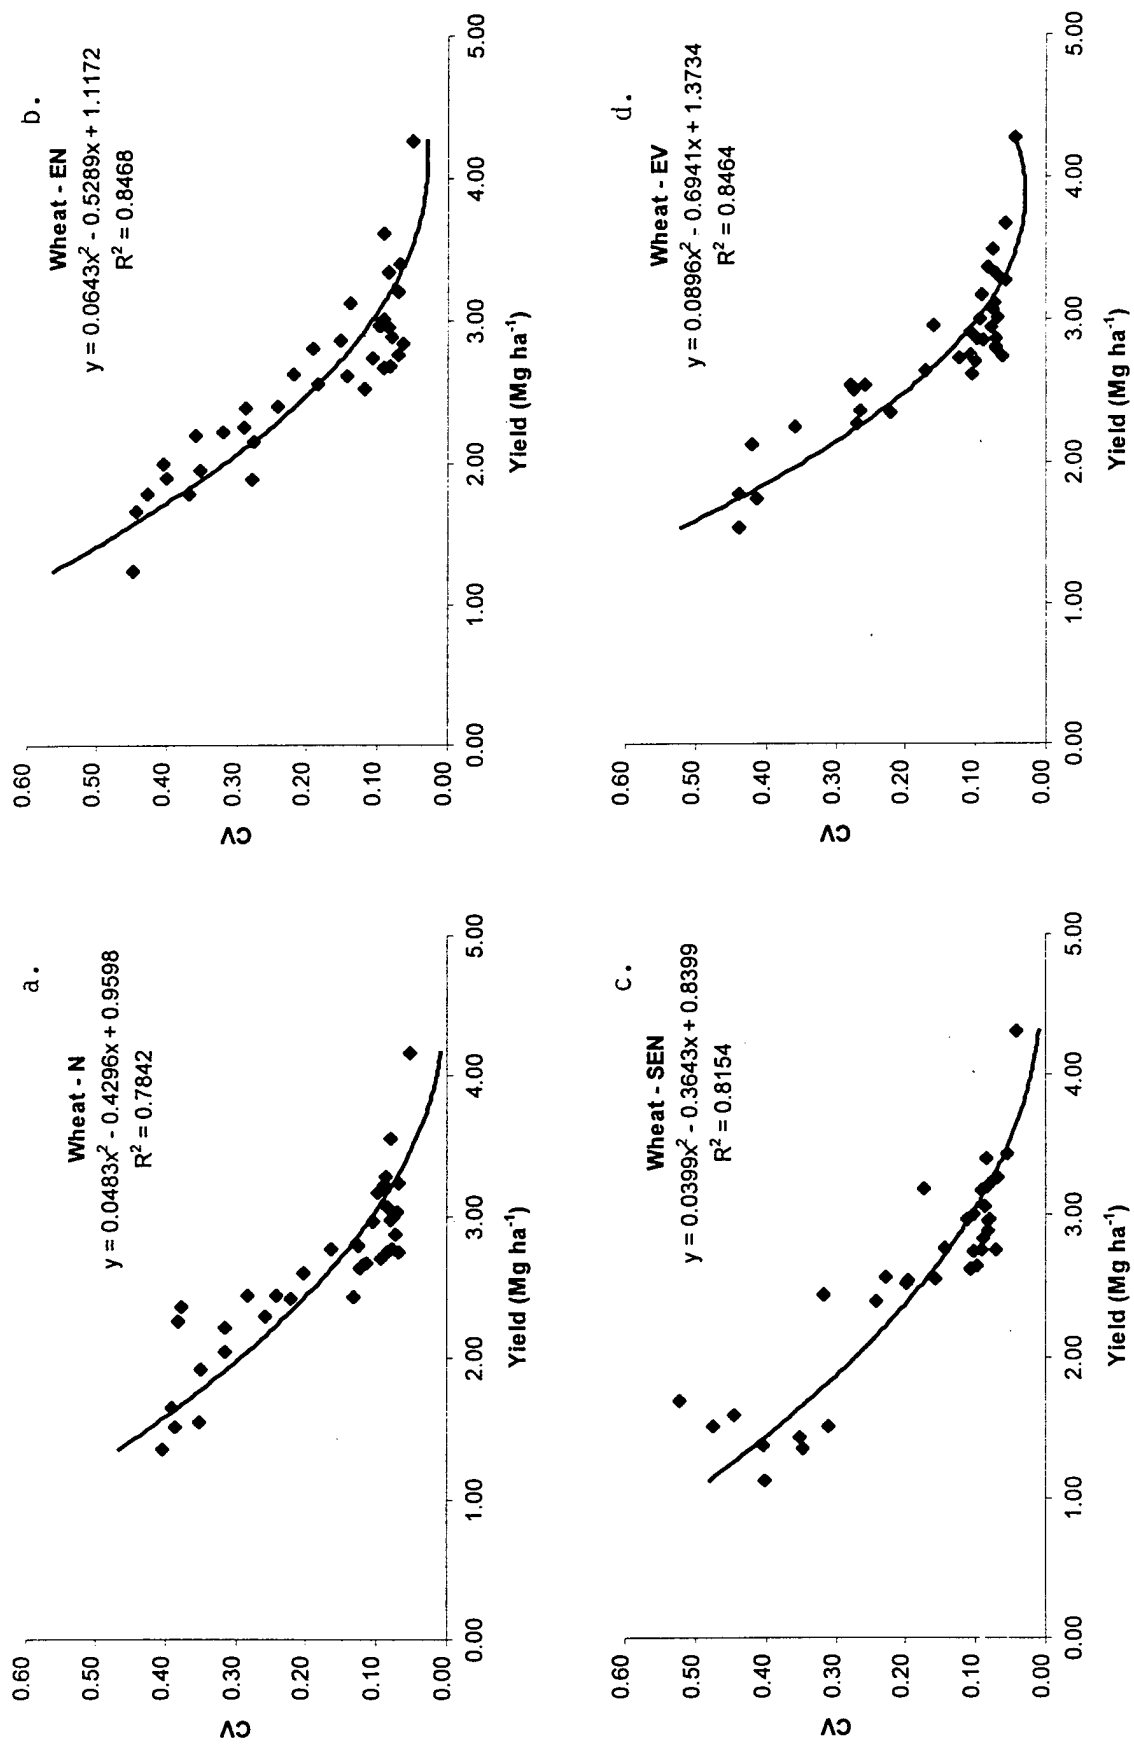 a.
Wheat - N
y = 0.0483x² - 0.4296x + 0.9598
R² = 0.7842
CV
0.60
0.50
0.40
0.30
0.20
0.10
0.00
0.00 1.00 2.00 3.00 4.00 5.00
Yield (Mg ha⁻¹)
b.
Wheat - EN
y = 0.0643x² - 0.5289x + 1.1172
R² = 0.8468
CV
0.60
0.50
0.40
0.30
0.20
0.10
0.00
0.00 1.00 2.00 3.00 4.00 5.00
Yield (Mg ha⁻¹)
c.
Wheat - SEN
y = 0.0399x² - 0.3643x + 0.8399
R² = 0.8154
CV
0.60
0.50
0.40
0.30
0.20
0.10
0.00
0.00 1.00 2.00 3.00 4.00 5.00
Yield (Mg ha⁻¹)
d.
Wheat - EV
y = 0.0896x² - 0.6941x + 1.3734
R² = 0.8464
CV
0.60
0.50
0.40
0.30
0.20
0.10
0.00
0.00 1.00 2.00 3.00 4.00 5.00
Yield (Mg ha⁻¹)